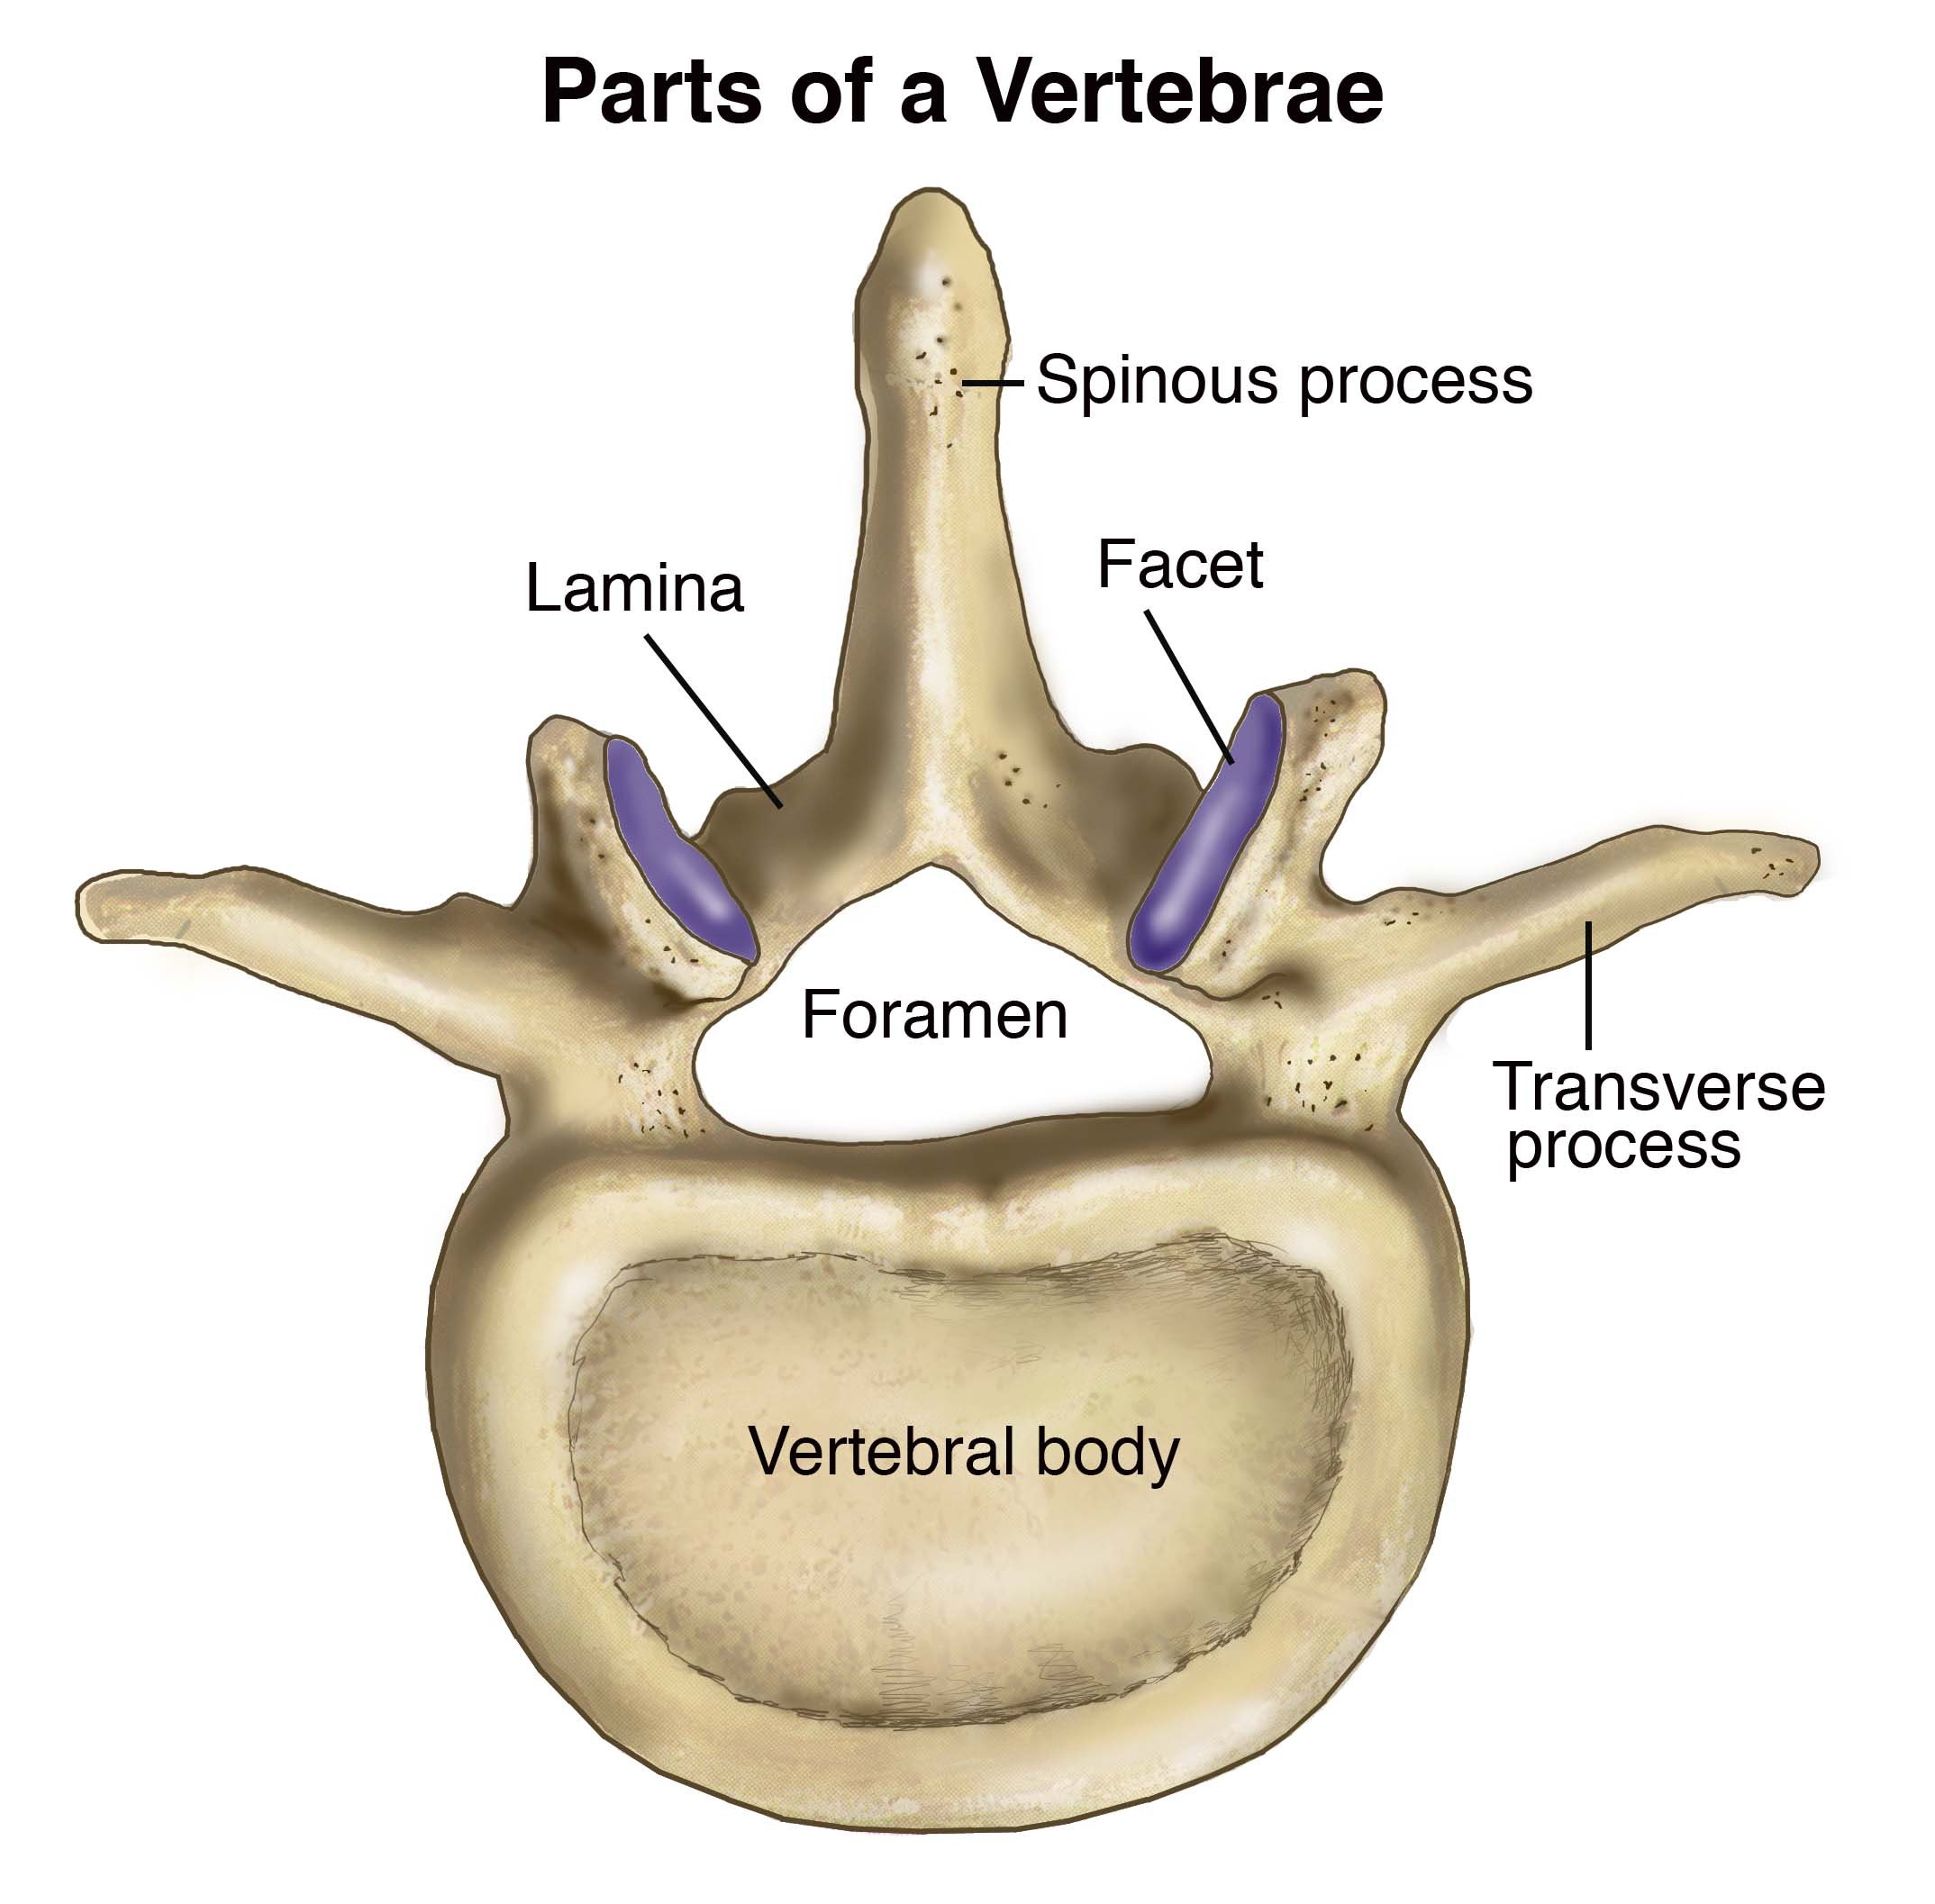 Parts of a Vertebrae
Spinous process
Facet
Lamina
Foramen
Transverse
process
Vertebral body